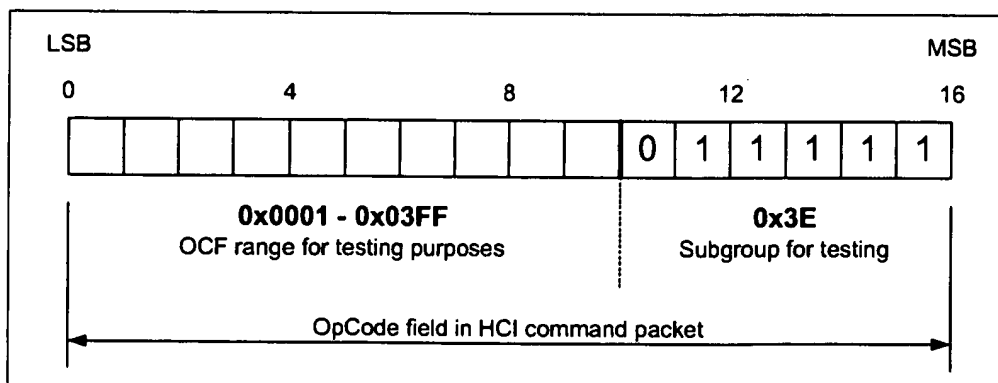 LSB MSB
0 4 8 12 16
0 1 1 1 1 1
0x0001 - 0x03FF 0x3E
OCF range for testing purposes Subgroup for testing
OpCode field in HCI command packet